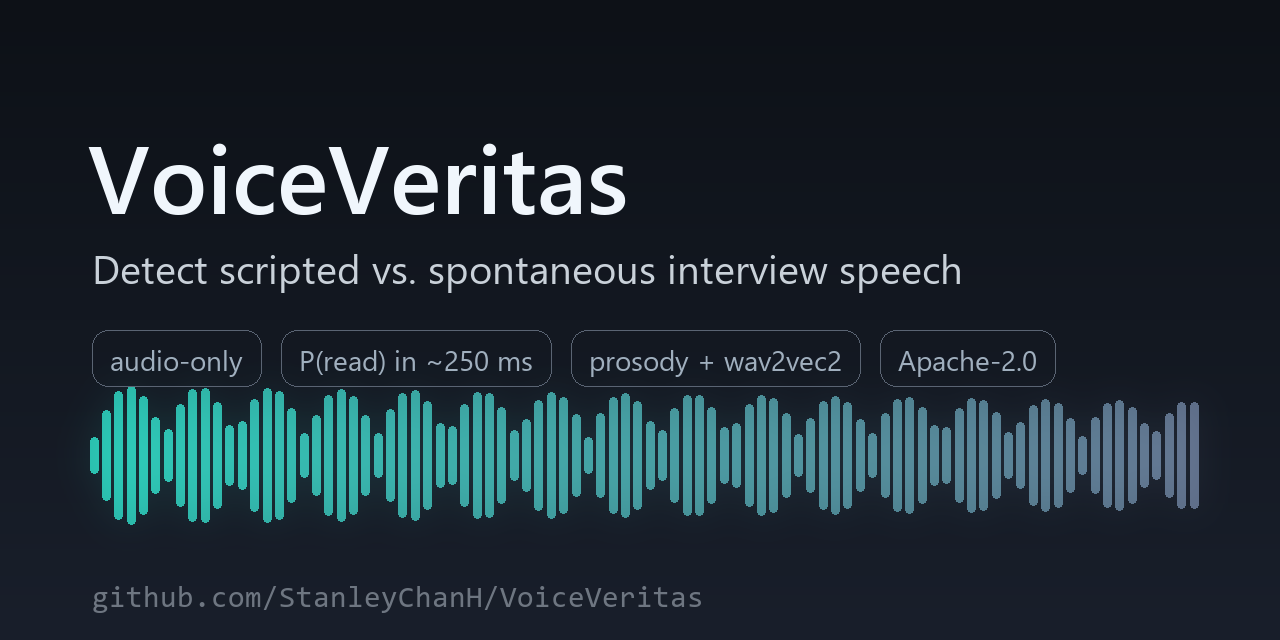 VoiceVeritas
Detect scripted vs. spontaneous interview speech
audio-only P(read) in ~250 ms prosody + wav2vec2 Apache-2.0
github.com/StanleyChanH/VoiceVeritas